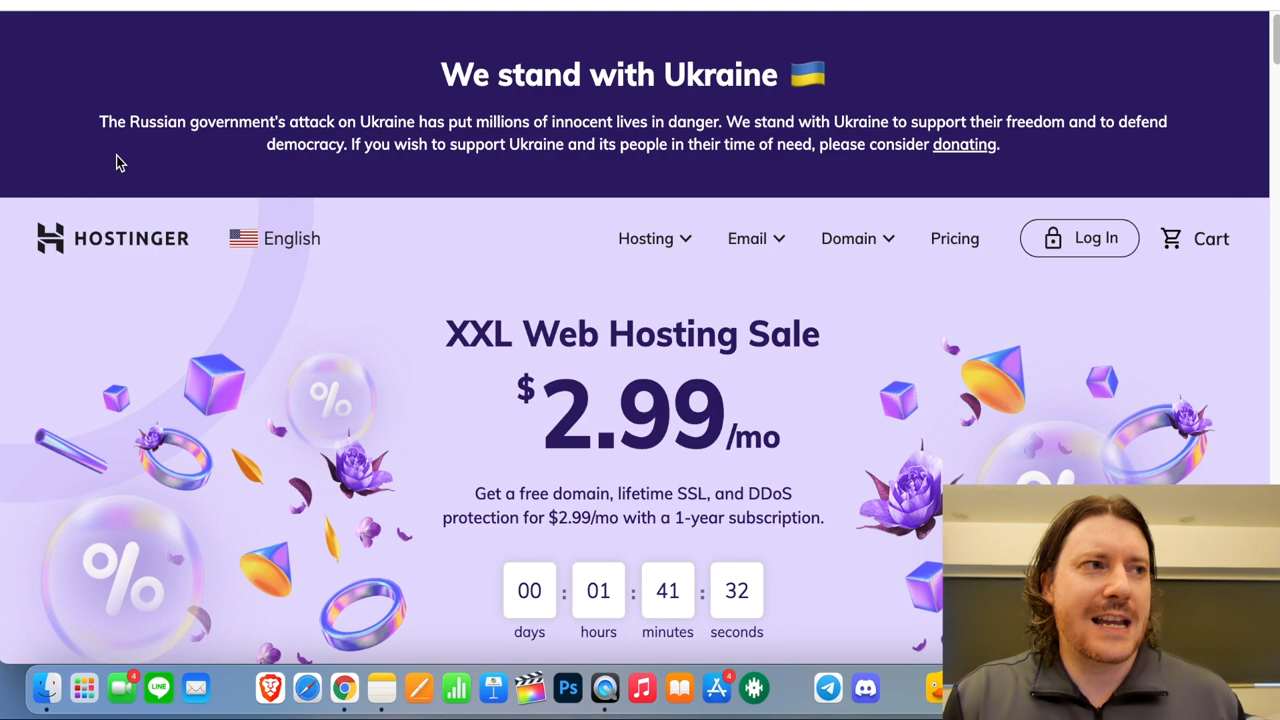 We stand with Ukraine 🇺🇦
The Russian government's attack on Ukraine has put millions of innocent lives in danger. We stand with Ukraine to support their freedom and to defend
democracy. If you wish to support Ukraine and its people in their time of need, please consider donating.
HOSTINGER English Hosting Email Domain Pricing Log In Cart
XXL Web Hosting Sale
$2.99/mo
Get a free domain, lifetime SSL, and DDoS
protection for $2.99/mo with a 1-year subscription.
00 : 01 : 41 : 32
days hours minutes seconds
% % %
4 LINE Ps 4